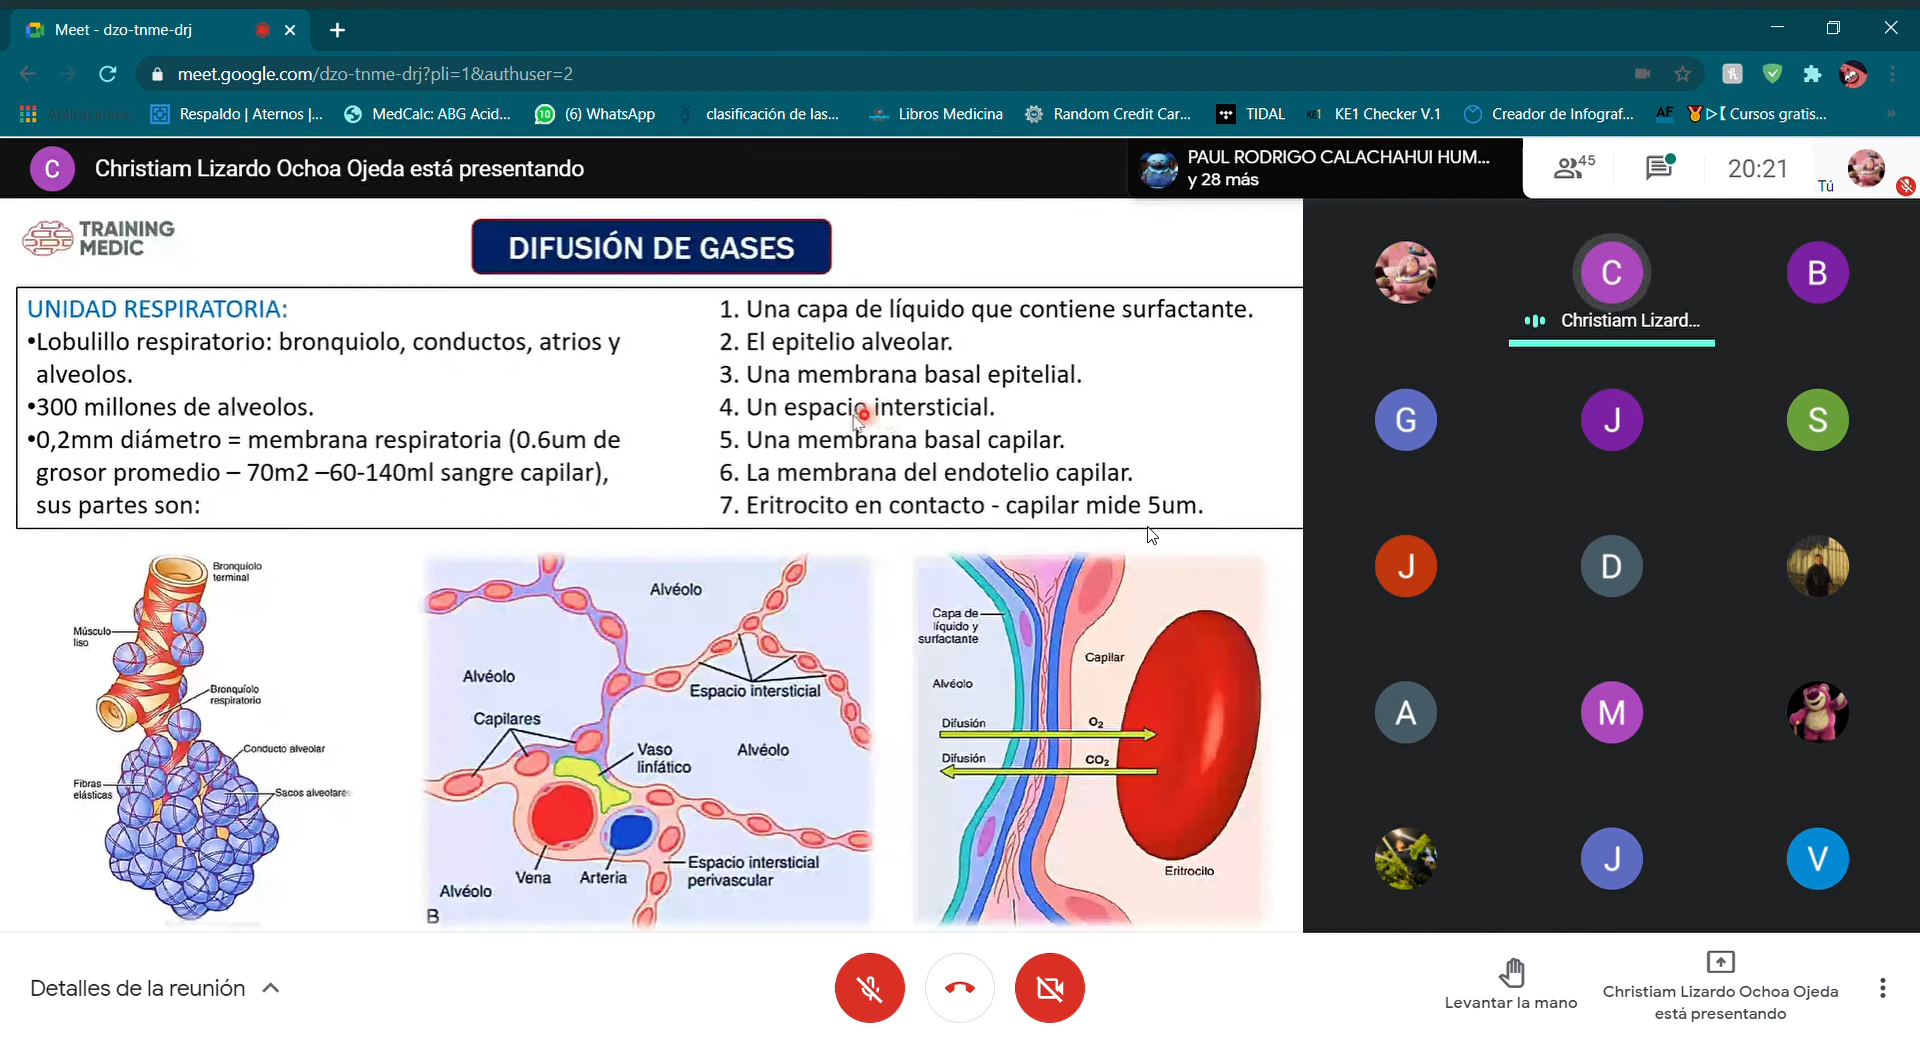 Meet - dzo-tnme-drj
meet.google.com/dzo-tnme-drj?pli=1&authuser=2
Aplicaciones
Respaldo | Aternos |...
MedCalc: ABG Acid...
(6) WhatsApp
clasificación de las...
Libros Medicina
Random Credit Car...
TIDAL
KE1 KE1 Checker V.1
Creador de Infograf...
AF
Cursos gratis...
C
Christiam Lizardo Ochoa Ojeda está presentando
PAUL RODRIGO CALACHAHUI HUM...
y 28 más
45
20:21
Tú
TRAINING
MEDIC
DIFUSIÓN DE GASES
UNIDAD RESPIRATORIA:
•Lobulillo respiratorio: bronquiolo, conductos, atrios y
alveolos.
•300 millones de alveolos.
•0,2mm diámetro = membrana respiratoria (0.6um de
grosor promedio – 70m2 –60-140ml sangre capilar),
sus partes son:
1. Una capa de líquido que contiene surfactante.
2. El epitelio alveolar.
3. Una membrana basal epitelial.
4. Un espacio intersticial.
5. Una membrana basal capilar.
6. La membrana del endotelio capilar.
7. Eritrocito en contacto - capilar mide 5um.
Bronquíolo
terminal
Músculo
liso
Bronquíolo
respiratorio
Conducto alveolar
Fibras
elásticas
Sacos alveolares
Alvéolo
Alvéolo
Espacio intersticial
Capilares
Vaso
linfático
Alvéolo
Vena
Arteria
Espacio intersticial
perivascular
Alvéolo
B
Capa de
líquido y
surfactante
Capilar
Alvéolo
Difusión
O2
Difusión
CO2
Eritrocito
C
B
Christiam Lizard...
G
J
S
J
D
A
M
J
V
Detalles de la reunión
Levantar la mano
Christiam Lizardo Ochoa Ojeda
está presentando